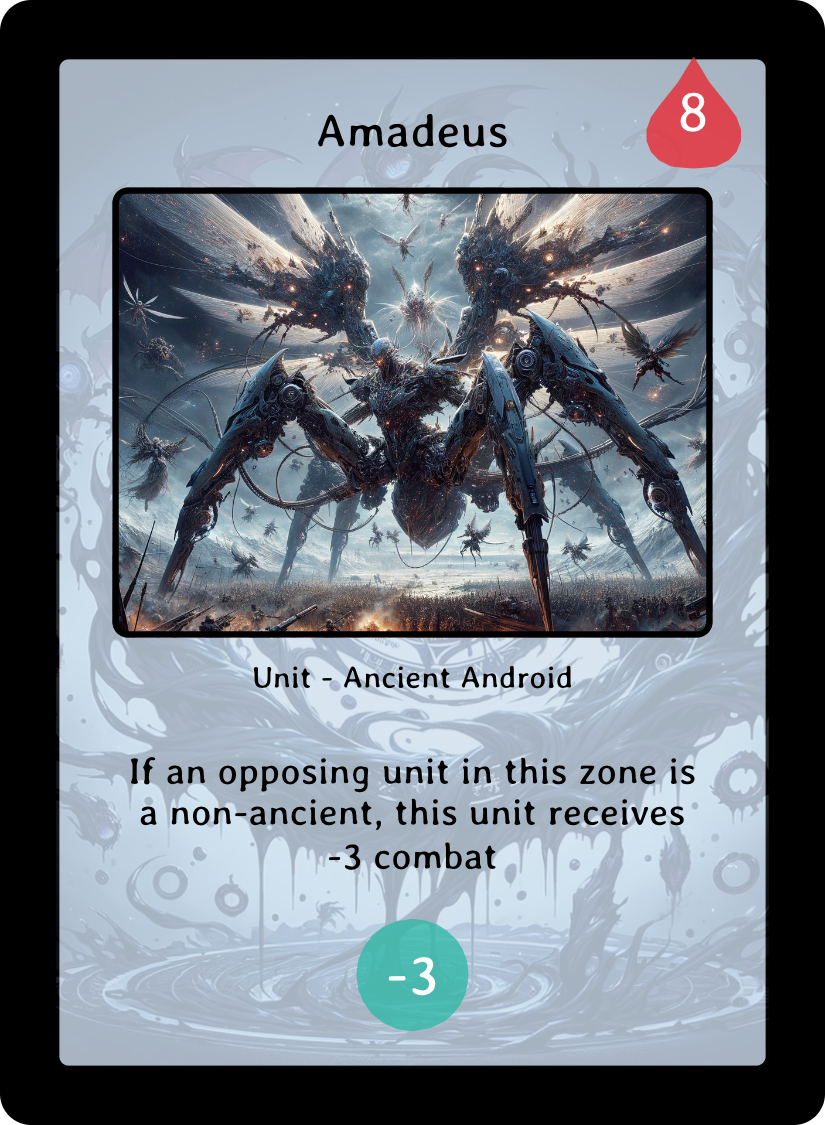 Amadeus
8
Unit - Ancient Android
If an opposing unit in this zone is
a non-ancient, this unit receives
-3 combat
-3